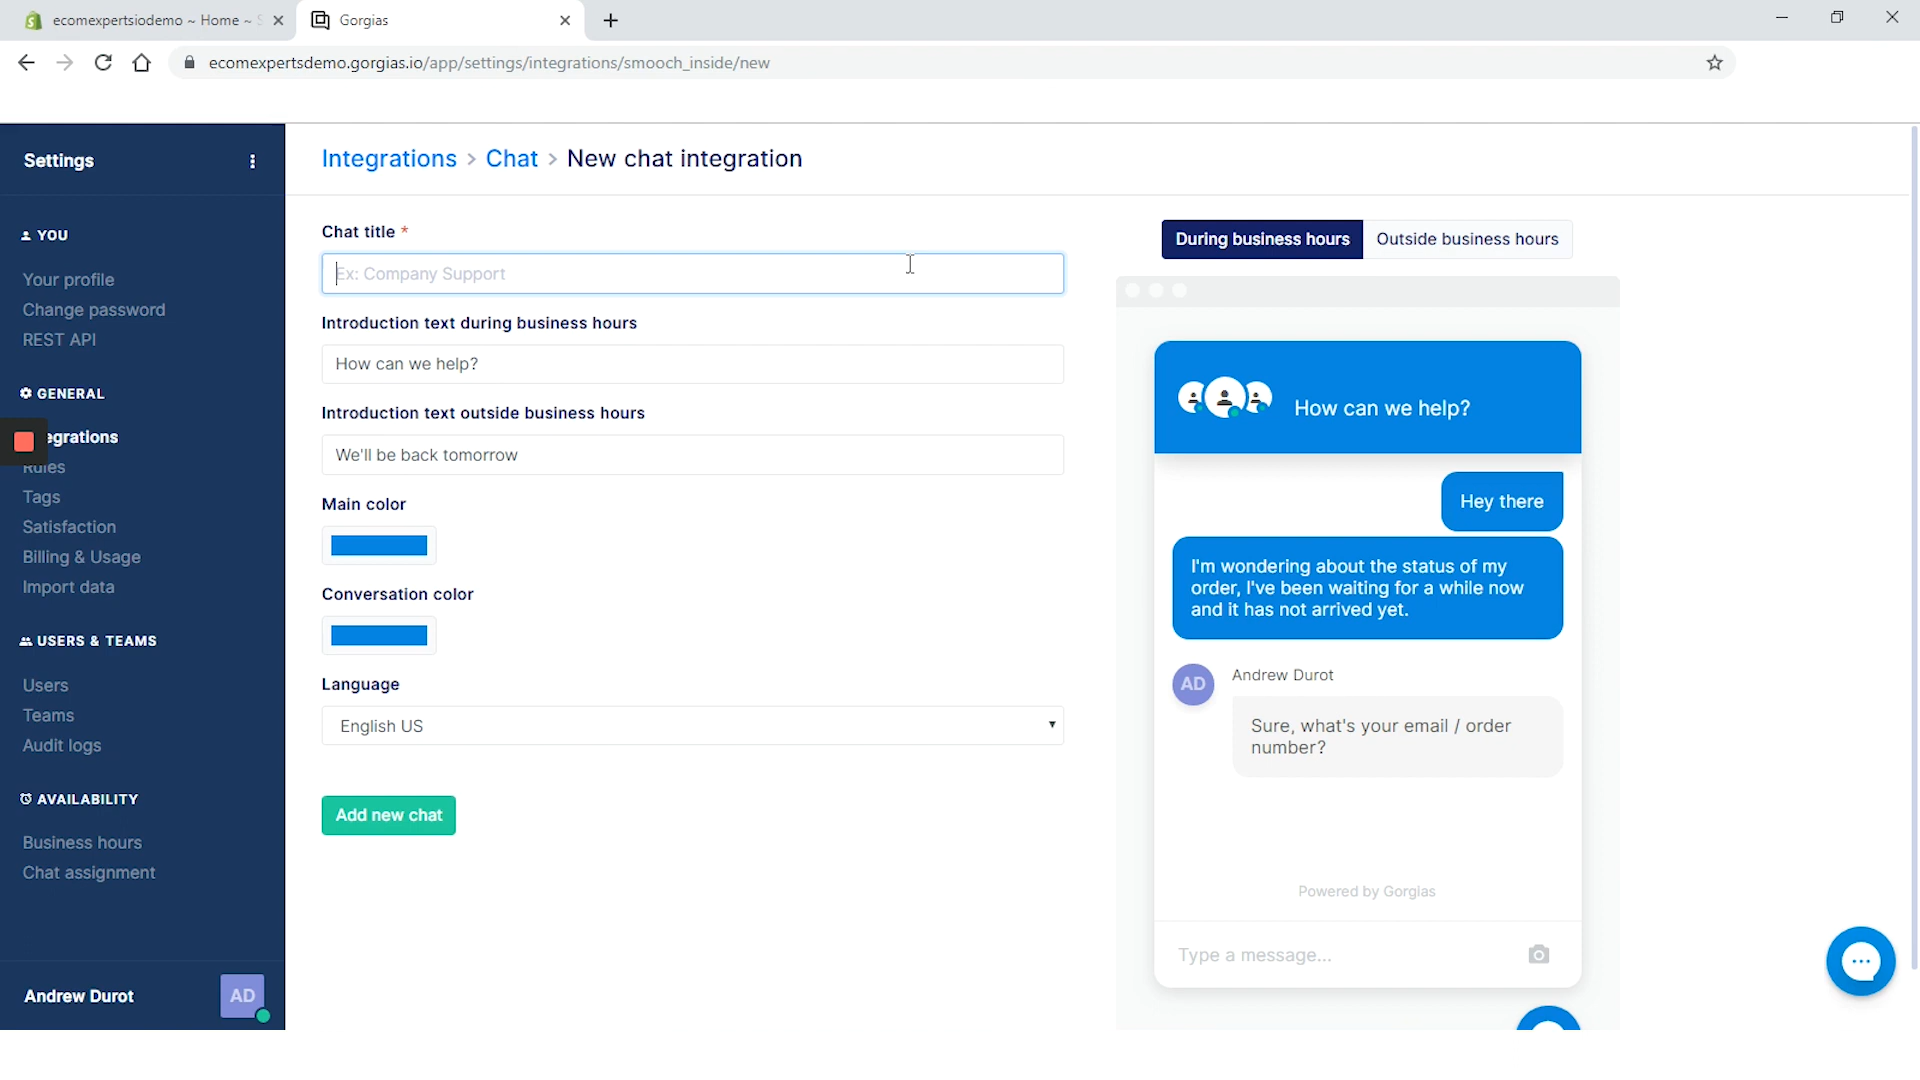 ecomexpertsiodemo ~ Home ~ S
Gorgias
ecomexpertsdemo.gorgias.io/app/settings/integrations/smooch_inside/new
Settings
Integrations > Chat > New chat integration
YOU
Your profile
Change password
REST API
GENERAL
egrations
Rules
Tags
Satisfaction
Billing & Usage
Import data
USERS & TEAMS
Users
Teams
Audit logs
AVAILABILITY
Business hours
Chat assignment
Andrew Durot
AD
Chat title *
Ex: Company Support
Introduction text during business hours
How can we help?
Introduction text outside business hours
We'll be back tomorrow
Main color
Conversation color
Language
English US
Add new chat
During business hours
Outside business hours
How can we help?
Hey there
I'm wondering about the status of my
order, I've been waiting for a while now
and it has not arrived yet.
AD
Andrew Durot
Sure, what's your email / order
number?
Powered by Gorgias
Type a message...